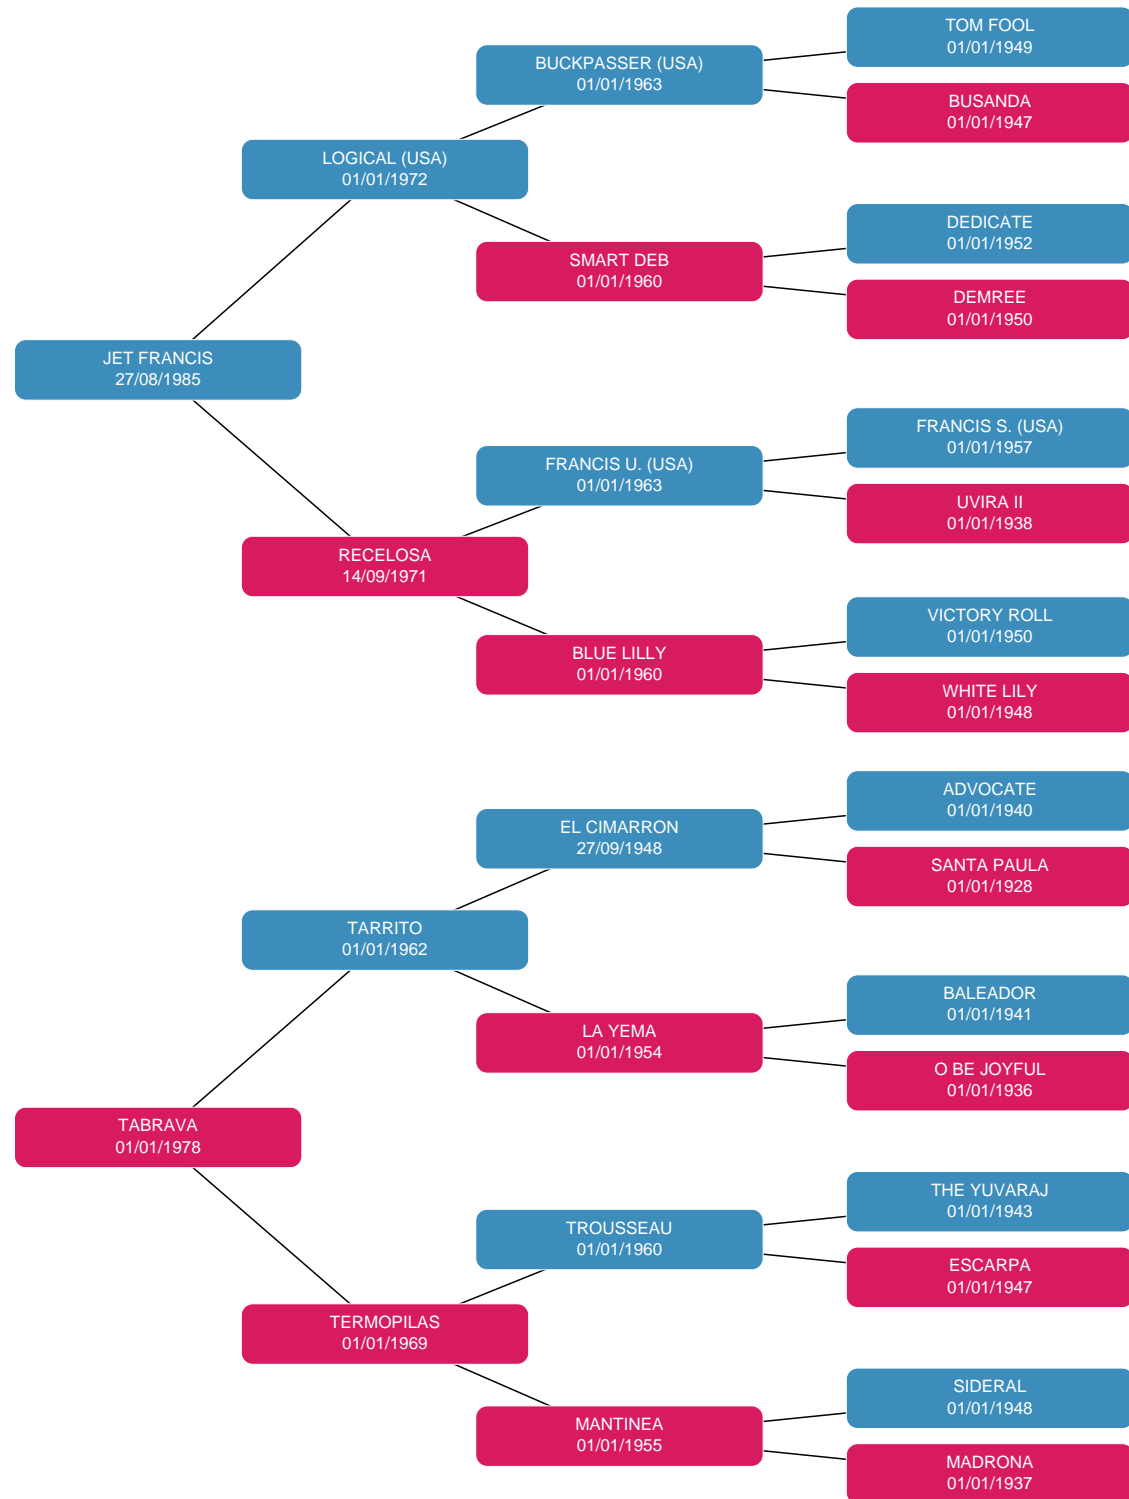 TOM FOOL
01/01/1949
BUCKPASSER (USA)
01/01/1963
BUSANDA
01/01/1947
LOGICAL (USA)
01/01/1972
DEDICATE
01/01/1952
SMART DEB
01/01/1960
DEMREE
01/01/1950
JET FRANCIS
27/08/1985
FRANCIS S. (USA)
01/01/1957
FRANCIS U. (USA)
01/01/1963
UVIRA II
01/01/1938
RECELOSA
14/09/1971
VICTORY ROLL
01/01/1950
BLUE LILLY
01/01/1960
WHITE LILY
01/01/1948
ADVOCATE
01/01/1940
EL CIMARRON
27/09/1948
SANTA PAULA
01/01/1928
TARRITO
01/01/1962
BALEADOR
01/01/1941
LA YEMA
01/01/1954
O BE JOYFUL
01/01/1936
TABRAVA
01/01/1978
THE YUVARAJ
01/01/1943
TROUSSEAU
01/01/1960
ESCARPA
01/01/1947
TERMOPILAS
01/01/1969
SIDERAL
01/01/1948
MANTINEA
01/01/1955
MADRONA
01/01/1937